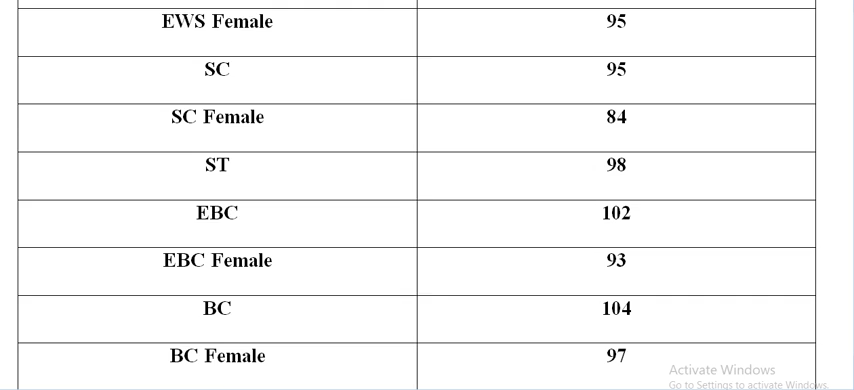 EWS Female 95
SC 95
SC Female 84
ST 98
EBC 102
EBC Female 93
BC 104
BC Female 97
Activate Windows
Go to Settings to activate Windows.